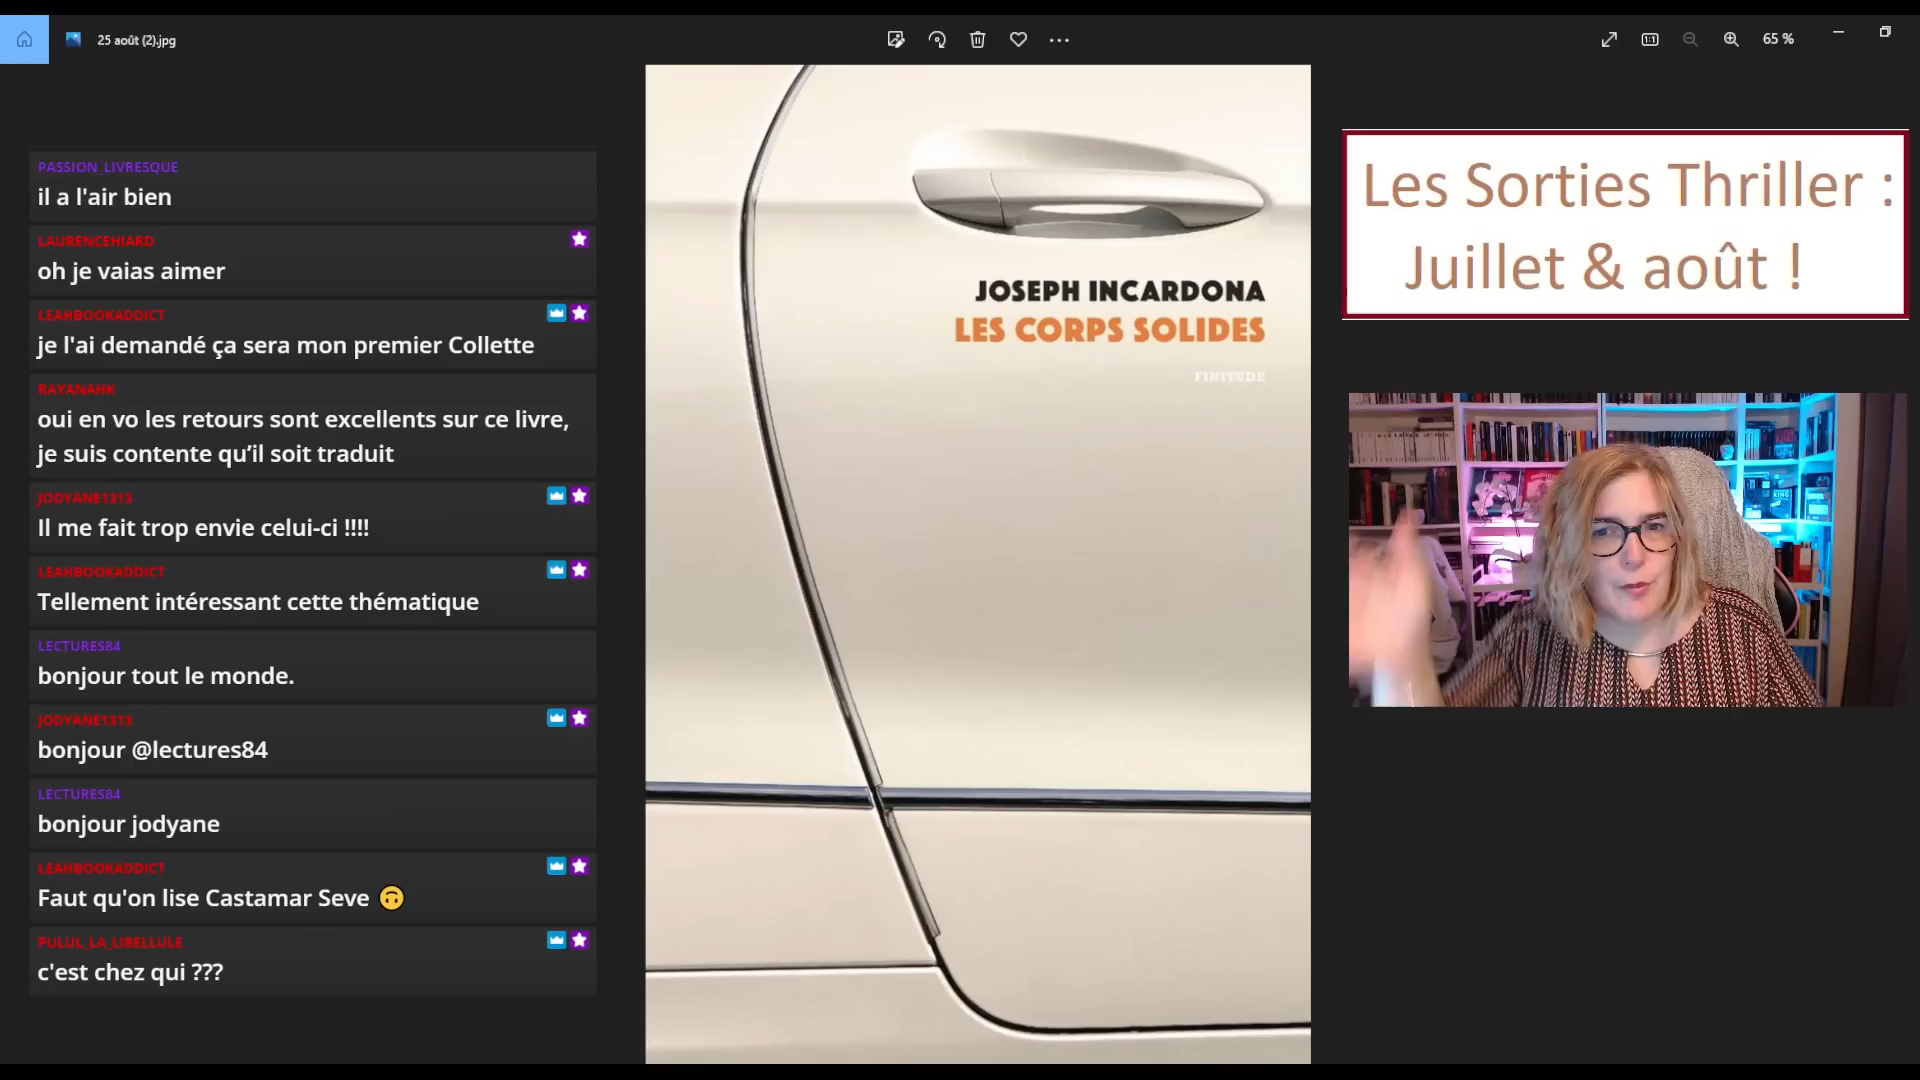 25 août (2).jpg
65 %
PASSION_LIVRESQUE
il a l'air bien
LAURENCEHIARD
oh je vaias aimer
LEAHBOOKADDICT
je l'ai demandé ça sera mon premier Collette
RAYANAHK
oui en vo les retours sont excellents sur ce livre,
je suis contente qu’il soit traduit
JODYANE1313
Il me fait trop envie celui-ci !!!!
LEAHBOOKADDICT
Tellement intéressant cette thématique
LECTURES84
bonjour tout le monde.
JODYANE1313
bonjour @lectures84
LECTURES84
bonjour jodyane
LEAHBOOKADDICT
Faut qu'on lise Castamar Seve 🙃
PULUL_LA_LIBELLULE
c'est chez qui ???
JOSEPH INCARDONA
LES CORPS SOLIDES
FINITUDE
Les Sorties Thriller :
Juillet & août !
KING